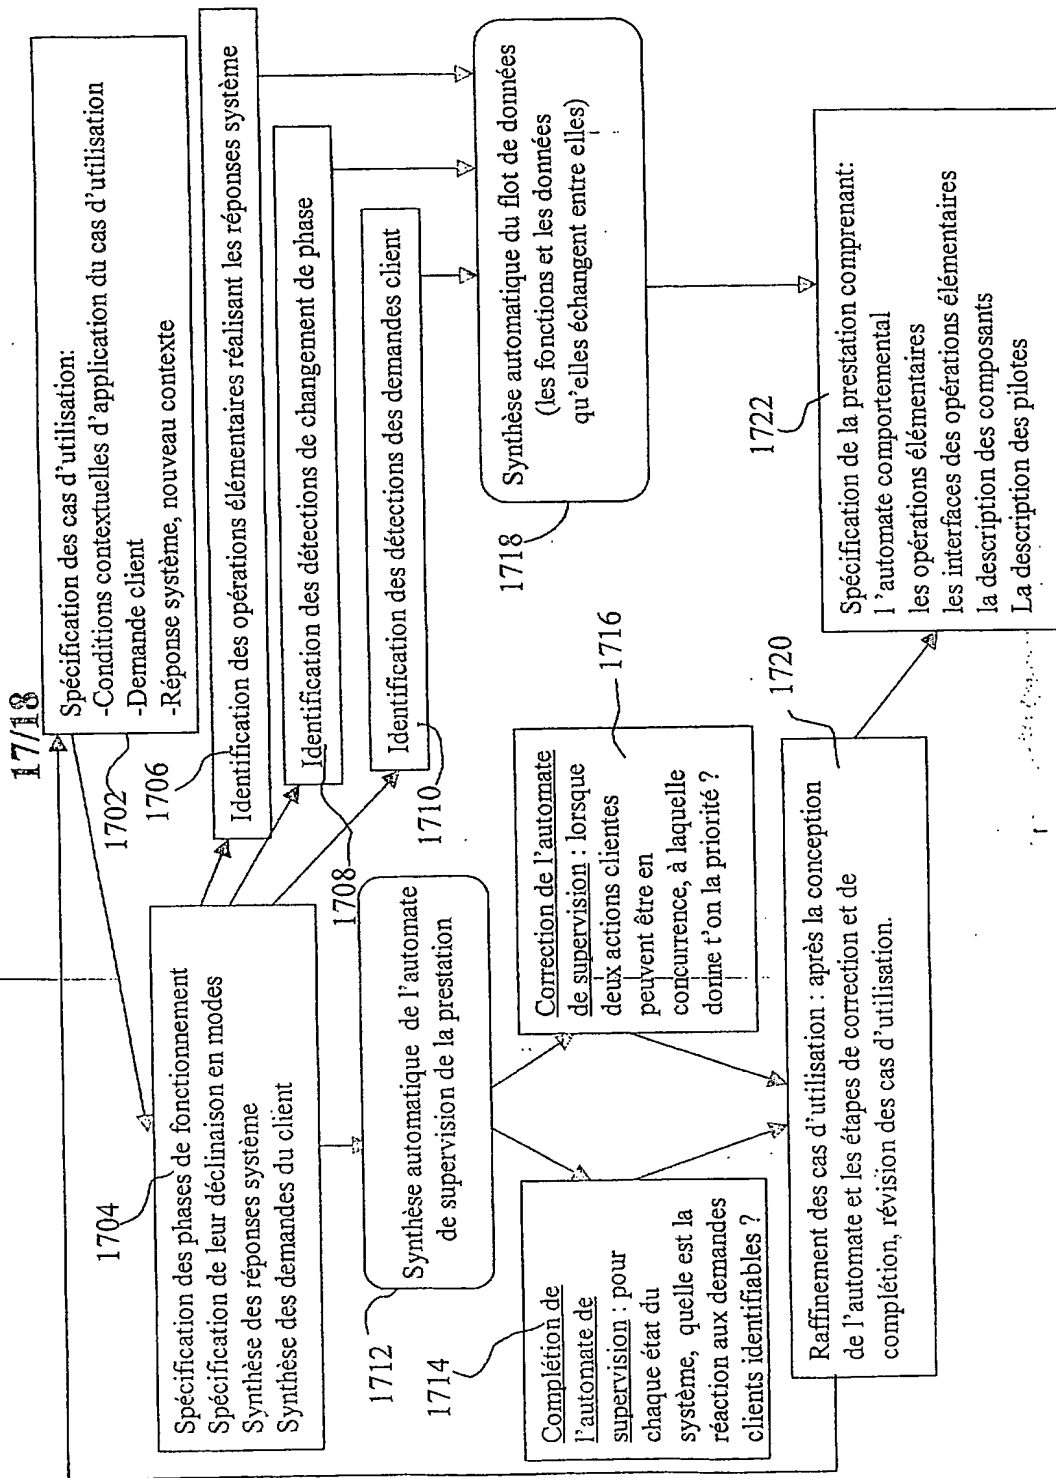 17/18
Spécification des cas d'utilisation:
-Conditions contextuelles d'application du cas d'utilisation
-Demande client
-Réponse système, nouveau contexte
1702
1704
Spécification des phases de fonctionnement
Spécification de leur déclinaison en modes
Synthèse des réponses système
Synthèse des demandes du client
1706
Identification des opérations élémentaires réalisant les réponses système
Identification des détections de changement de phase
1708
Identification des détections des demandes client
1710
Synthèse automatique de l'automate
de supervision de la prestation
1712
Synthèse automatique du flot de données
(les fonctions et les données
qu'elles échangent entre elles)
1718
1714
Complétion de
l'automate de
supervision : pour
chaque état du
système, quelle est la
réaction aux demandes
clients identifiables ?
Correction de l'automate
de supervision : lorsque
deux actions clientes
peuvent être en
concurrence, à laquelle
donne t'on la priorité ?
1716
Raffinement des cas d'utilisation : après la conception
de l'automate et les étapes de correction et de
complétion, révision des cas d'utilisation.
1720
1722
Spécification de la prestation comprenant:
l'automate comportemental
les opérations élémentaires
les interfaces des opérations élémentaires
la description des composants
La description des pilotes